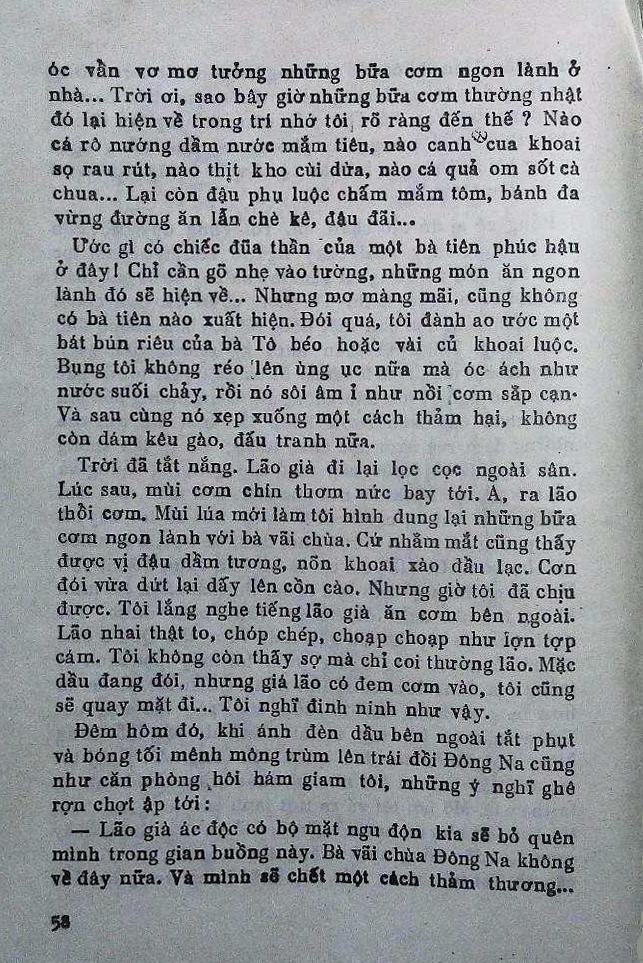 óc vần vơ mơ tưởng những bữa cơm ngon lành ở
nhà... Trời ơi, sao bây giờ những bữa cơm thường nhật
đó lại hiện về trong trí nhớ tôi rõ ràng đến thế ? Nào
cá rô nướng dầm nước mắm tiêu, nào canh cua khoai
sọ rau rút, nào thịt kho cùi dừa, nào cá quả om sốt cà
chua... Lại còn đậu phụ luộc chấm mắm tôm, bánh đa
vừng đường ăn lẫn chè kê, đậu đãi...
Ước gì có chiếc đũa thần của một bà tiên phúc hậu
ở đây! Chỉ cần gõ nhẹ vào tường, những món ăn ngon
lành đó sẽ hiện về... Nhưng mơ màng mãi, cũng không
có bà tiên nào xuất hiện. Đói quá, tôi đành ao ước một
bát bún riêu của bà Tô béo hoặc vài củ khoai luộc.
Bụng tôi không réo lên ùng ục nữa mà óc ách như
nước suối chảy, rồi nó sôi âm ỉ như nồi cơm sắp cạn.
Và sau cùng nó xẹp xuống một cách thảm hại, không
còn dám kêu gào, đấu tranh nữa.
Trời đã tắt nắng. Lão già đi lại lọc cọc ngoài sân.
Lúc sau, mùi cơm chín thơm nức bay tới. À, ra lão
thổi cơm. Mùi lúa mới làm tôi hình dung lại những bữa
cơm ngon lành với bà vãi chùa. Cứ nhắm mắt cũng thấy
được vị đậu dầm tương, nõn khoai xào dầu lạc. Cơn
đói vừa dứt lại dấy lên cồn cào. Nhưng giờ tôi đã chịu
được. Tôi lắng nghe tiếng lão già ăn cơm bên ngoài.
Lão nhai thật to, chóp chép, choạp choạp như lợn tợp
cám. Tôi không còn thấy sợ mà chỉ coi thường lão. Mặc
dầu đang đói, nhưng giá lão có đem cơm vào, tôi cũng
sẽ quay mặt đi... Tôi nghĩ đinh ninh như vậy.
Đêm hôm đó, khi ánh đèn dầu bên ngoài tắt phụt
và bóng tối mênh mông trùm lên trái đồi Đông Na cũng
như căn phòng hôi hám giam tôi, những ý nghĩ ghê
rợn chợt ập tới :
— Lão già ác độc có bộ mặt ngu độn kia sẽ bỏ quên
mình trong gian buồng này. Bà vãi chùa Đông Na không
về đây nữa. Và mình sẽ chết một cách thảm thương...
58